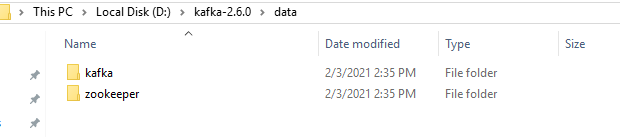 This PC > Local Disk (D:) > kafka-2.6.0 > data
Name Date modified Type Size
kafka 2/3/2021 2:35 PM File folder
zookeeper 2/3/2021 2:35 PM File folder